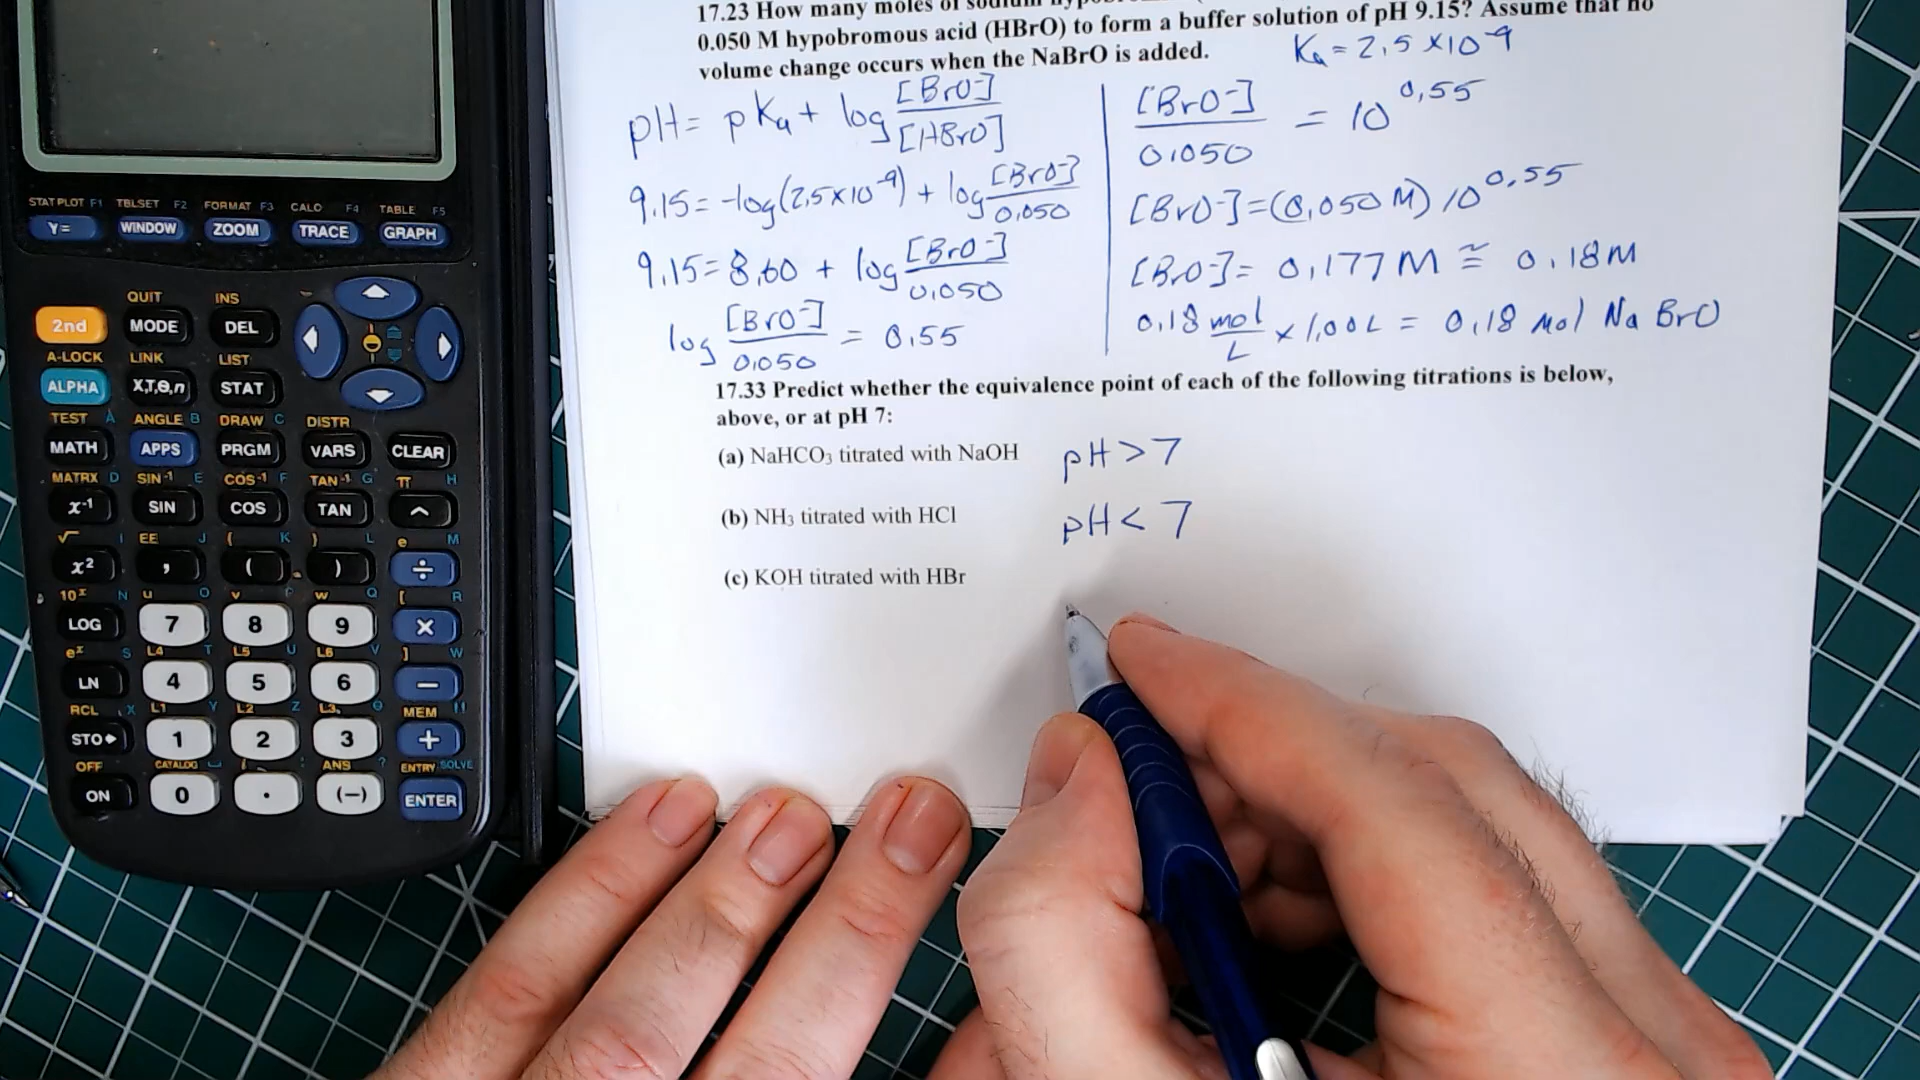 17.23 How many moles of sodium
0.050 M hypobromous acid (HBrO) to form a buffer solution of pH 9.15? Assume that no
volume change occurs when the NaBrO is added.
Ka = 2.5 x10⁻⁹
pH = pKa + log [BrO⁻]/[HBrO]
9.15 = -log(2.5x10⁻⁹) + log [BrO⁻]/0.050
9.15 = 8.60 + log [BrO⁻]/0.050
log [BrO⁻]/0.050 = 0.55
[BrO⁻]/0.050 = 10^0.55
[BrO⁻] = (0.050 M) 10^0.55
[BrO⁻] = 0.177 M ≅ 0.18 M
0.18 mol/L x 1.00 L = 0.18 mol NaBrO
17.33 Predict whether the equivalence point of each of the following titrations is below,
above, or at pH 7:
(a) NaHCO₃ titrated with NaOH pH > 7
(b) NH₃ titrated with HCl pH < 7
(c) KOH titrated with HBr
STAT PLOT F1 TBLSET F2 FORMAT F3 CALC F4 TABLE F5
Y= WINDOW ZOOM TRACE GRAPH
QUIT INS
2nd MODE DEL
A-LOCK LINK LIST
ALPHA X,T,θ,n STAT
TEST A ANGLE B DRAW C DISTR
MATH APPS PRGM VARS CLEAR
MATRX D SIN⁻¹ E COS⁻¹ F TAN⁻¹ G π H
x⁻¹ SIN COS TAN ^
√ I EE J { K } L e M
x² , ( ) ÷
10ˣ N u O v P w Q [ R
LOG 7 8 9 ×
eˣ S L4 T L5 U L6 V ] W
LN 4 5 6 −
RCL X L1 Y L2 Z L3 θ MEM "
STO▸ 1 2 3 +
OFF CATALOG i : ANS ? ENTRY SOLVE
ON 0 . (−) ENTER